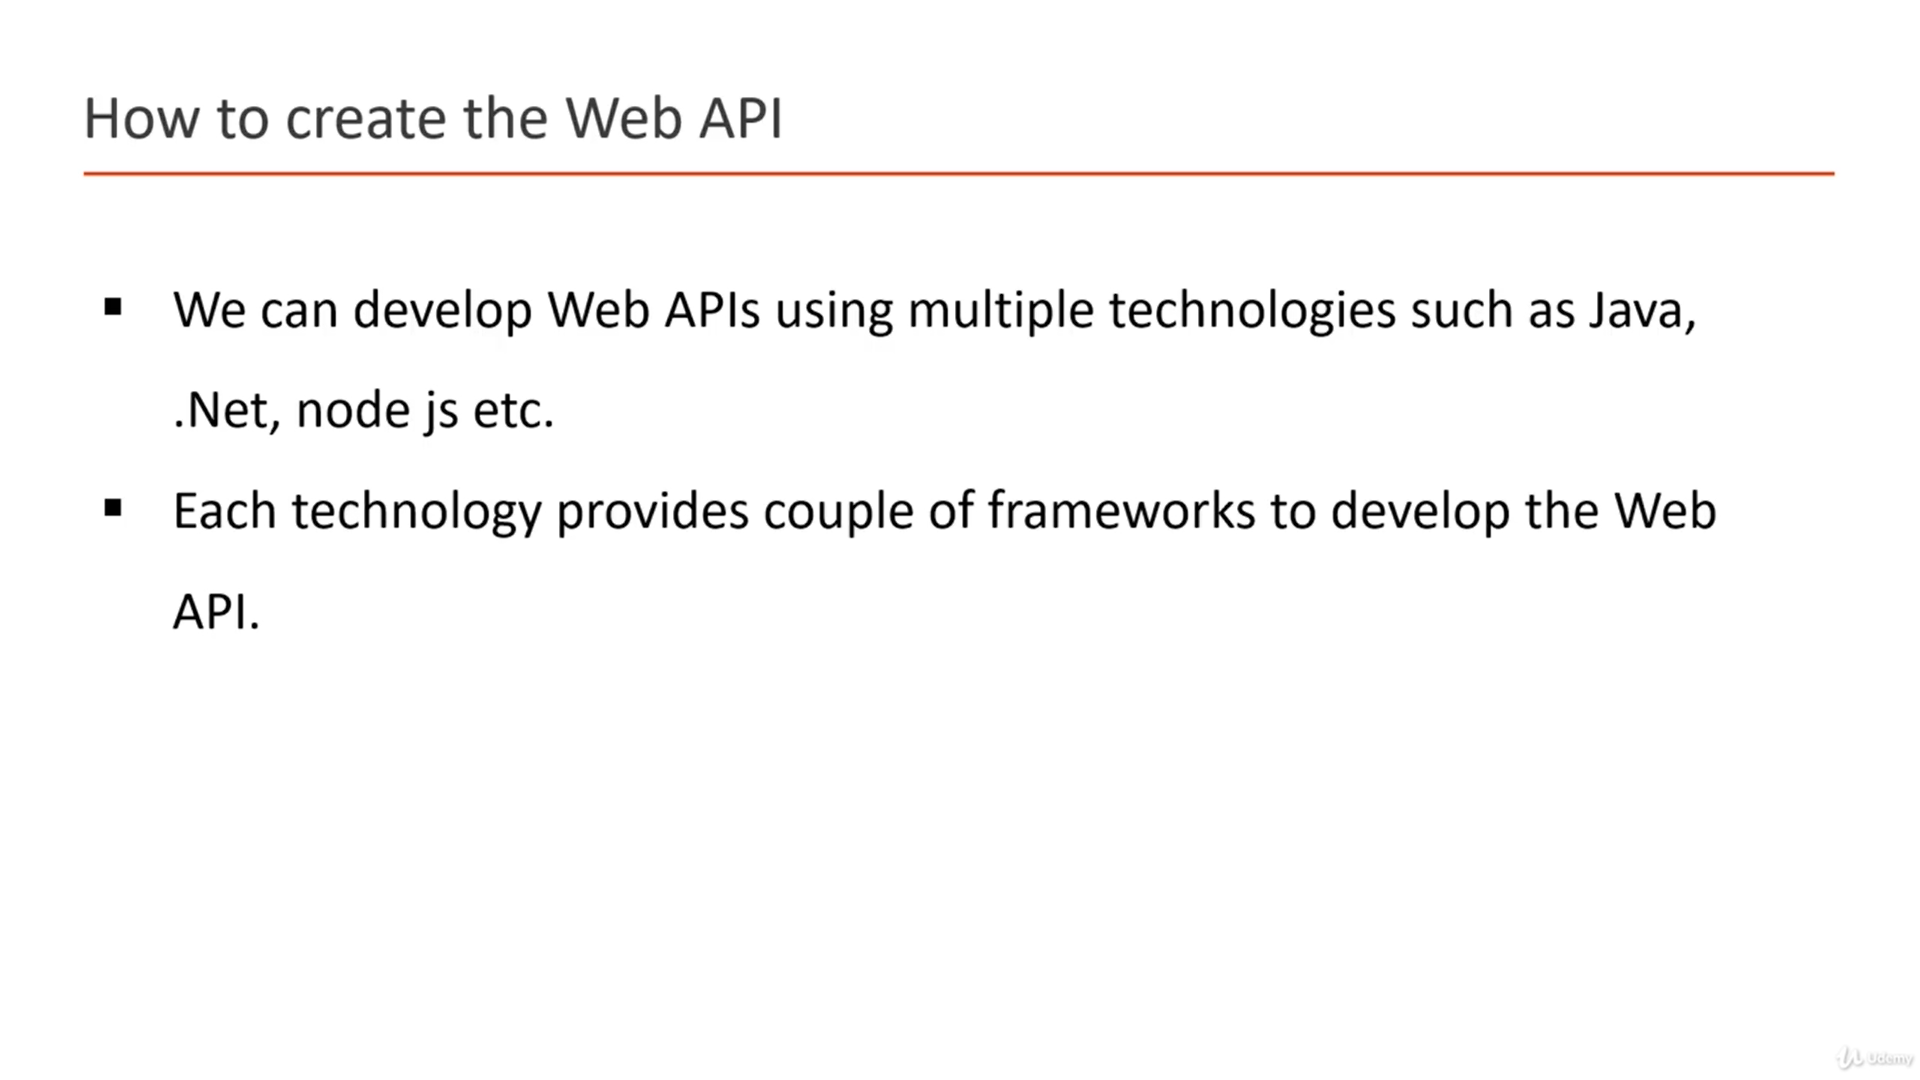 How to create the Web API
▪ We can develop Web APIs using multiple technologies such as Java,
.Net, node js etc.
▪ Each technology provides couple of frameworks to develop the Web
API.
Udemy